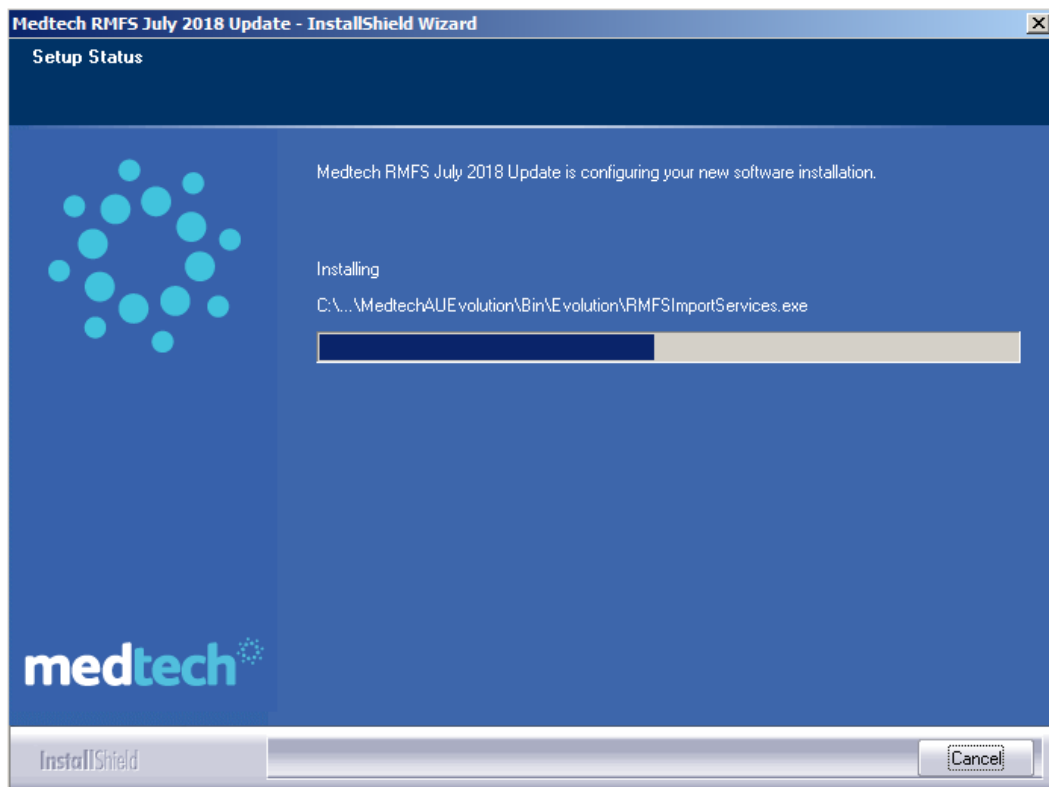 Medtech RMFS July 2018 Update - InstallShield Wizard
Setup Status
Medtech RMFS July 2018 Update is configuring your new software installation.
Installing
C:\...\MedtechAUEvolution\Bin\Evolution\RMFSImportServices.exe
medtech
InstallShield
Cancel